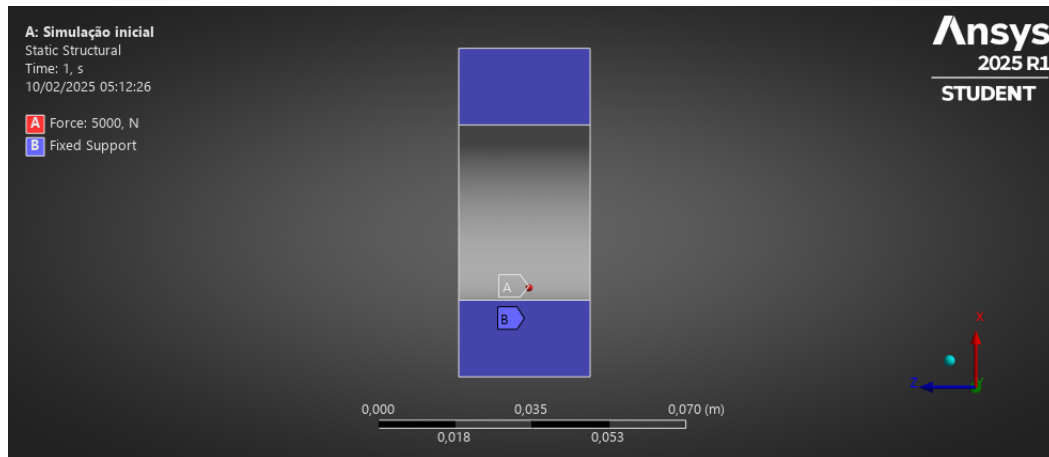 A: Simulação inicial
Static Structural
Time: 1, s
10/02/2025 05:12:26
A Force: 5000, N
B Fixed Support
Ansys
2025 R1
STUDENT
A
B
X
Z
Y
0,000 0,035 0,070 (m)
0,018 0,053